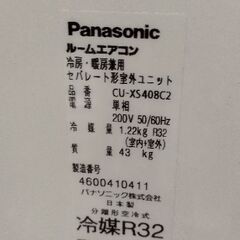 Panasonic
ルームエアコン
冷房・暖房兼用
セパレート形室外ユニット
品番 CU-XS408C2
電源 単相
200V 50/60Hz
冷媒量 1.22kg R32
(室内+室外)
質量 43 kg
製造番号
4600410411
パナソニック株式会社
日本製
分離形空冷式
冷媒R32